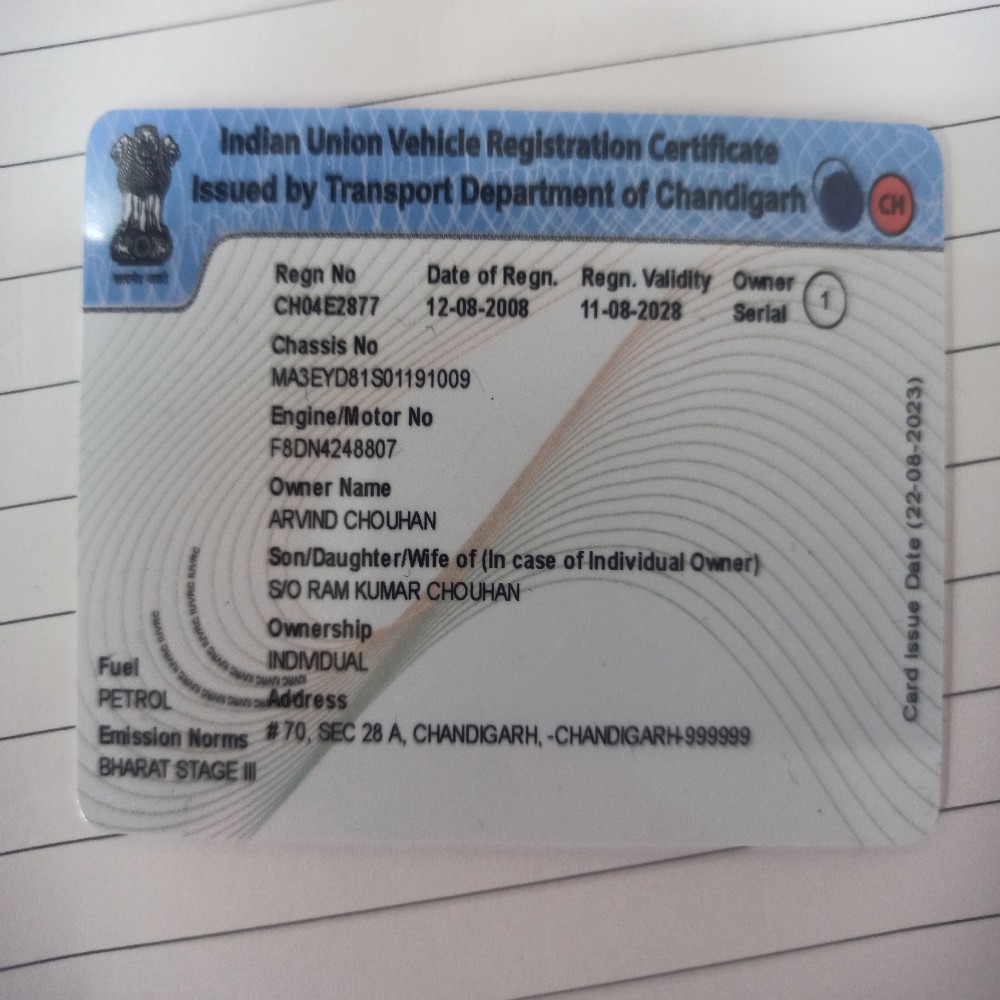 Indian Union Vehicle Registration Certificate
Issued by Transport Department of Chandigarh
CH
Regn No Date of Regn. Regn. Validity Owner Serial 1
CH04E2877 12-08-2008 11-08-2028
Chassis No
MA3EYD81S01191009
Engine/Motor No
F8DN4248807
Owner Name
ARVIND CHOUHAN
Son/Daughter/Wife of (In case of Individual Owner)
S/O RAM KUMAR CHOUHAN
Ownership
INDIVIDUAL
Address
# 70, SEC 28 A, CHANDIGARH, -CHANDIGARH-999999
Fuel
PETROL
Emission Norms
BHARAT STAGE III
Card Issue Date (22-08-2023)